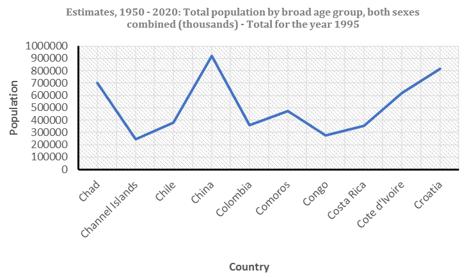 Estimates, 1950 - 2020: Total population by broad age group, both sexes
combined (thousands) - Total for the year 1995
1000000
900000
800000
700000
600000
500000
400000
300000
200000
100000
0
Population
Chad
Channel Islands
Chile
China
Colombia
Comoros
Congo
Costa Rica
Cote d'Ivoire
Croatia
Country